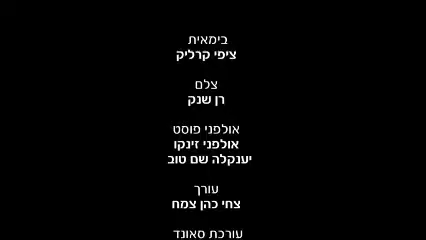 בימאית
ציפי קרליק
צלם
רן שנק
אולפני פוסט
אולפני זינקו
יענקלה שם טוב
עורך
צחי כהן צמח
עורכת סאונד